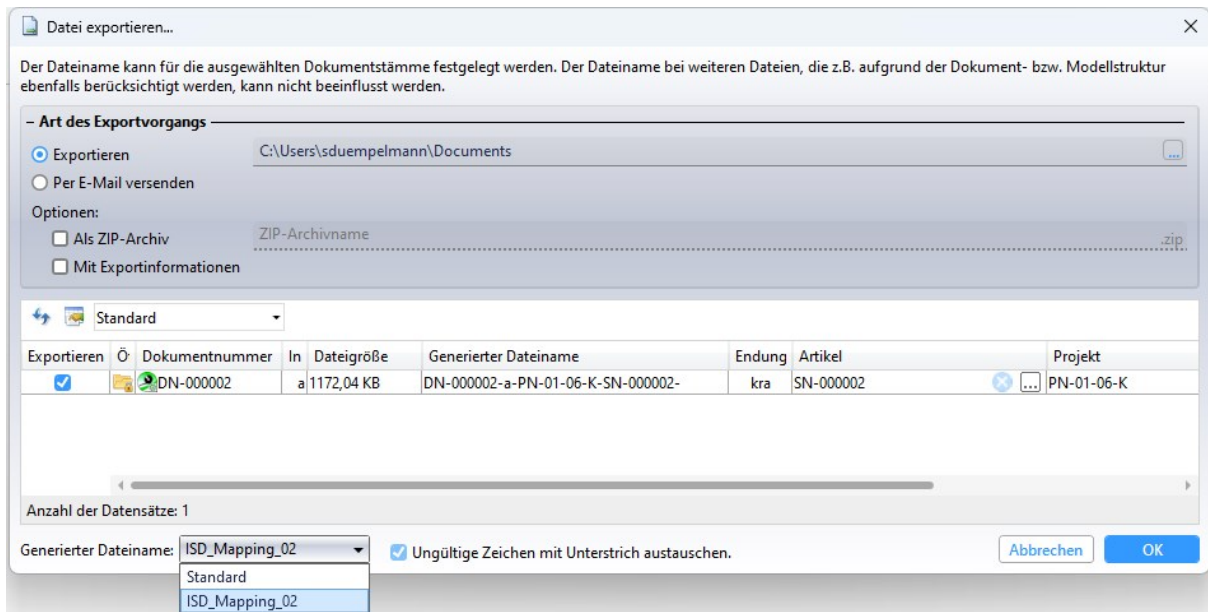 Datei exportieren...
Der Dateiname kann für die ausgewählten Dokumentstämme festgelegt werden. Der Dateiname bei weiteren Dateien, die z.B. aufgrund der Dokument- bzw. Modellstruktur
ebenfalls berücksichtigt werden, kann nicht beeinflusst werden.
– Art des Exportvorgangs
Exportieren C:\Users\sduempelmann\Documents ...
Per E-Mail versenden
Optionen:
Als ZIP-Archiv ZIP-Archivname .zip
Mit Exportinformationen
Standard
Exportieren Ö Dokumentnummer In Dateigröße Generierter Dateiname Endung Artikel Projekt
DN-000002 a 1172,04 KB DN-000002-a-PN-01-06-K-SN-000002- kra SN-000002 ... PN-01-06-K
Anzahl der Datensätze: 1
Generierter Dateiname: ISD_Mapping_02 Ungültige Zeichen mit Unterstrich austauschen. Abbrechen OK
Standard
ISD_Mapping_02